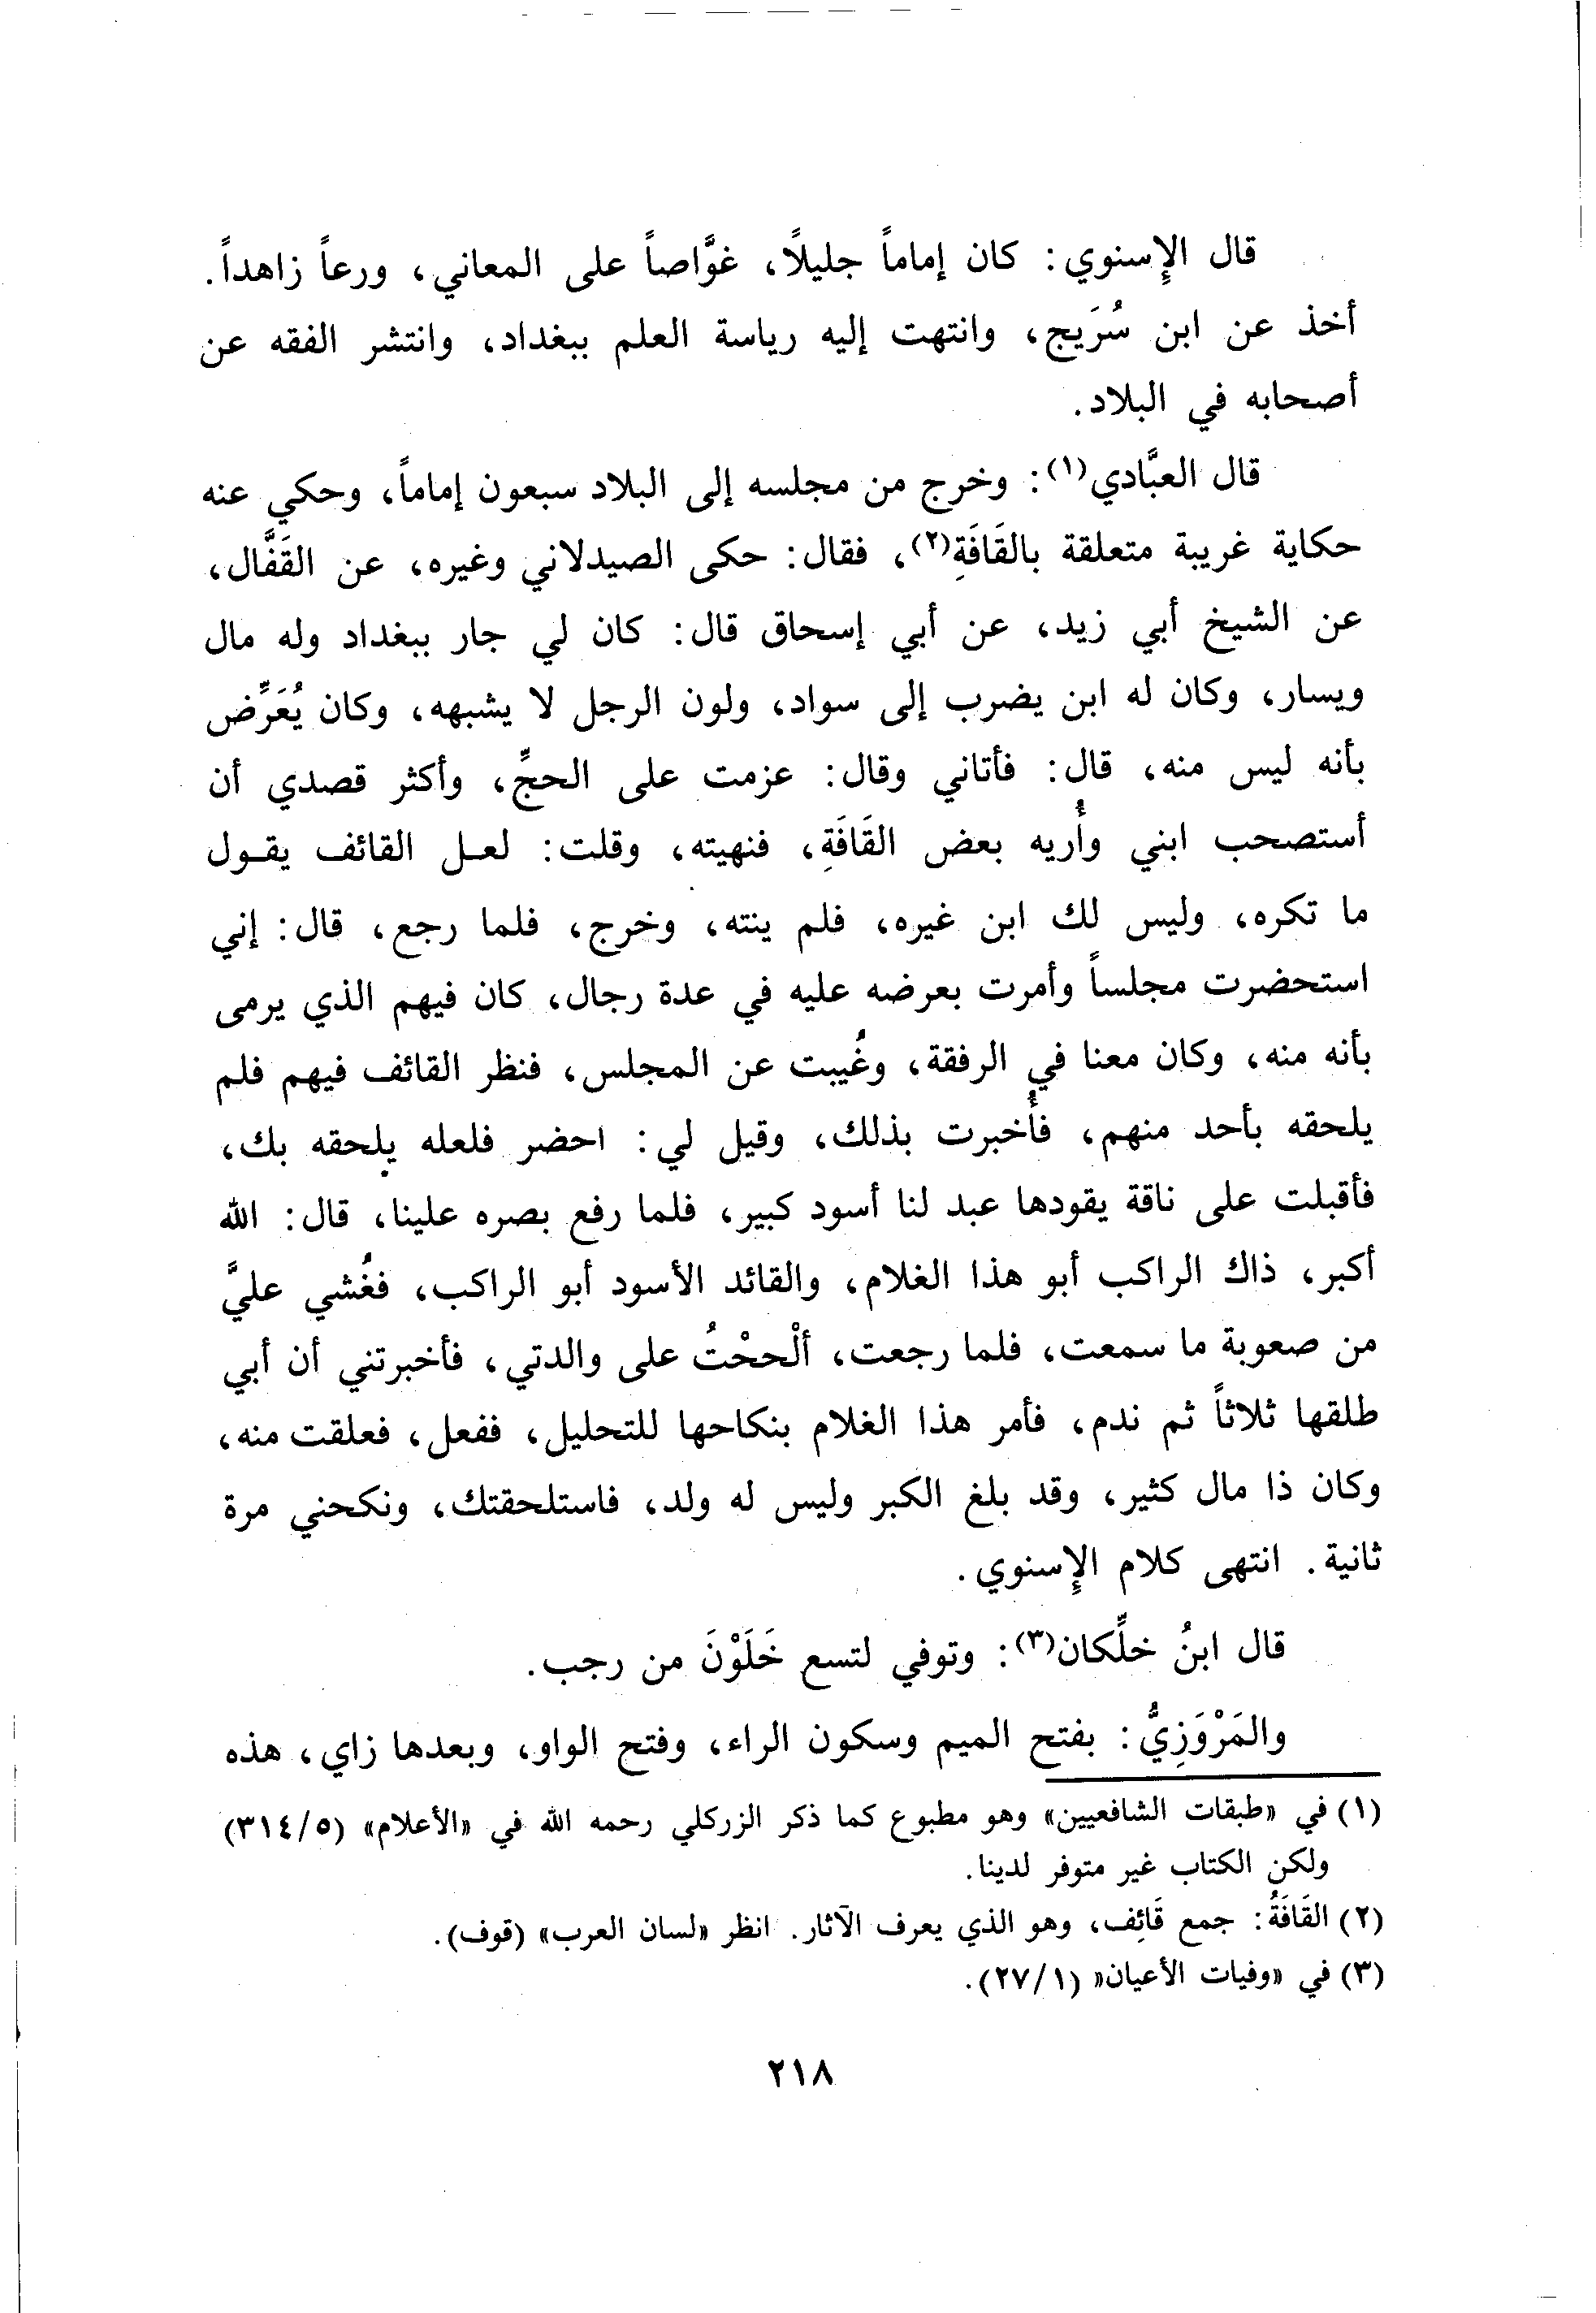 قال الإسنوي: كان إماماً جليلاً، غوَّاصاً على المعاني، ورعاً زاهداً.
أخذ عن ابن سُرَيج، وانتهت إليه رياسة العلم ببغداد، وانتشر الفقه عن
أصحابه في البلاد.
قال العبَّادي(١): وخرج من مجلسه إلى البلاد سبعون إماماً، وحكي عنه
حكاية غريبة متعلقة بالقَافَةِ(٢)، فقال: حكى الصيدلاني وغيره، عن القَفَّال،
عن الشيخ أبي زيد، عن أبي إسحاق قال: كان لي جار ببغداد وله مال
ويسار، وكان له ابن يضرب إلى سواد، ولون الرجل لا يشبهه، وكان يُعَرِّض
بأنه ليس منه، قال: فأتاني وقال: عزمت على الحجِّ، وأكثر قصدي أن
أستصحب ابني وأُريه بعض القَافَةِ، فنهيته، وقلت: لعل القائف يقول
ما تكره، وليس لك ابن غيره، فلم ينته، وخرج، فلما رجع، قال: إني
استحضرت مجلساً وأمرت بعرضه عليه في عدة رجال، كان فيهم الذي يرمى
بأنه منه، وكان معنا في الرفقة، وغُيبت عن المجلس، فنظر القائف فيهم فلم
يلحقه بأحد منهم، فأُخبرت بذلك، وقيل لي: احضر فلعله يلحقه بك،
فأقبلت على ناقة يقودها عبد لنا أسود كبير، فلما رفع بصره علينا، قال: الله
أكبر، ذاك الراكب أبو هذا الغلام، والقائد الأسود أبو الراكب، فغُشي عليَّ
من صعوبة ما سمعت، فلما رجعت، ألْححْتُ على والدتي، فأخبرتني أن أبي
طلقها ثلاثاً ثم ندم، فأمر هذا الغلام بنكاحها للتحليل، ففعل، فعلقت منه،
وكان ذا مال كثير، وقد بلغ الكبر وليس له ولد، فاستلحقتك، ونكحني مرة
ثانية. انتهى كلام الإسنوي.
قال ابنُ خلِّكان(٣): وتوفي لتسع خَلَوْنَ من رجب.
والمَرْوَزِيُّ: بفتح الميم وسكون الراء، وفتح الواو، وبعدها زاي، هذه
(١) في «طبقات الشافعيين» وهو مطبوع كما ذكر الزركلي رحمه الله في «الأعلام» (٥/٣١٤)
ولكن الكتاب غير متوفر لدينا.
(٢) القَافَةُ: جمع قَائِف، وهو الذي يعرف الآثار. انظر «لسان العرب» (قوف).
(٣) في «وفيات الأعيان» (١/٢٧).
٢١٨